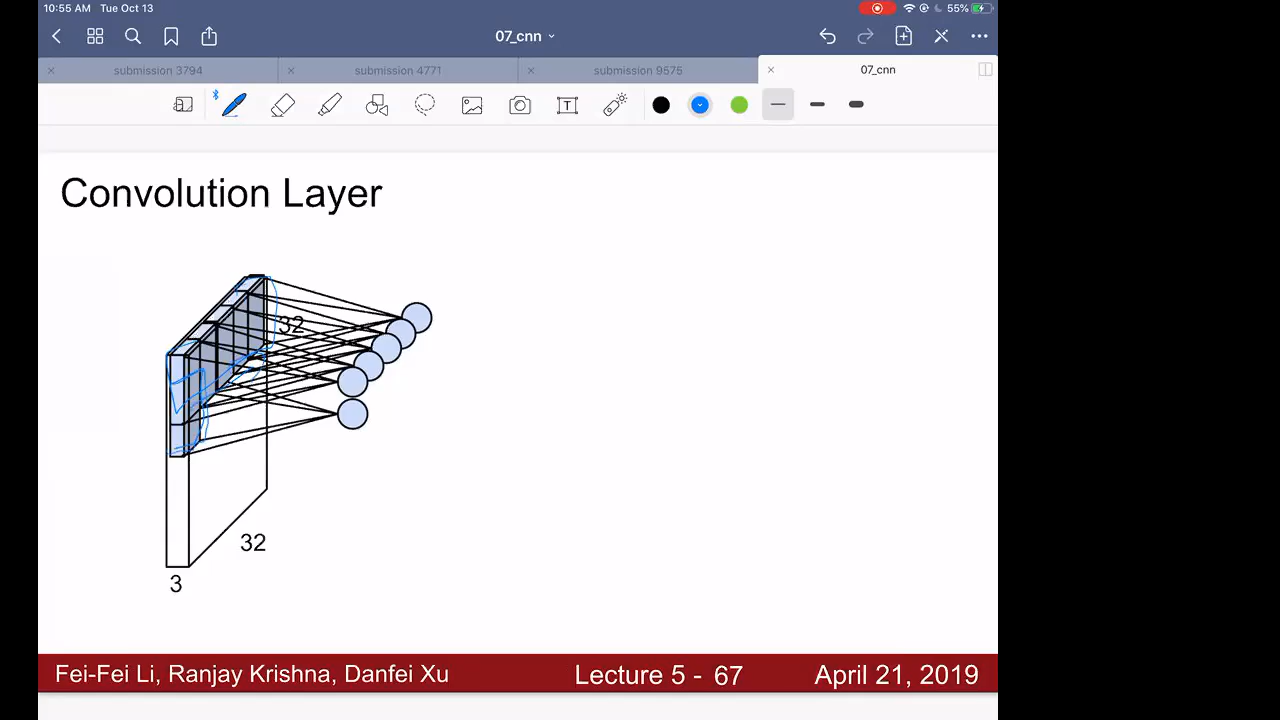 10:55 AM Tue Oct 13
55%
07_cnn
submission 3794
submission 4771
submission 9575
07_cnn
T
Convolution Layer
32
32
3
Fei-Fei Li, Ranjay Krishna, Danfei Xu
Lecture 5 - 67
April 21, 2019